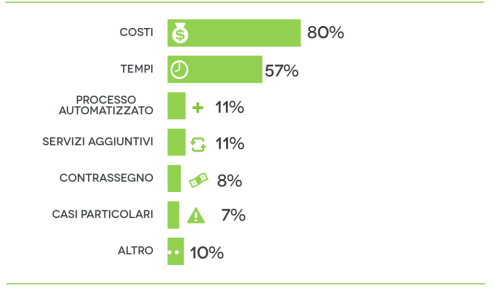 COSTI 80%
TEMPI 57%
PROCESSO
AUTOMATIZZATO 11%
SERVIZI AGGIUNTIVI 11%
CONTRASSEGNO 8%
CASI PARTICOLARI 7%
ALTRO 10%